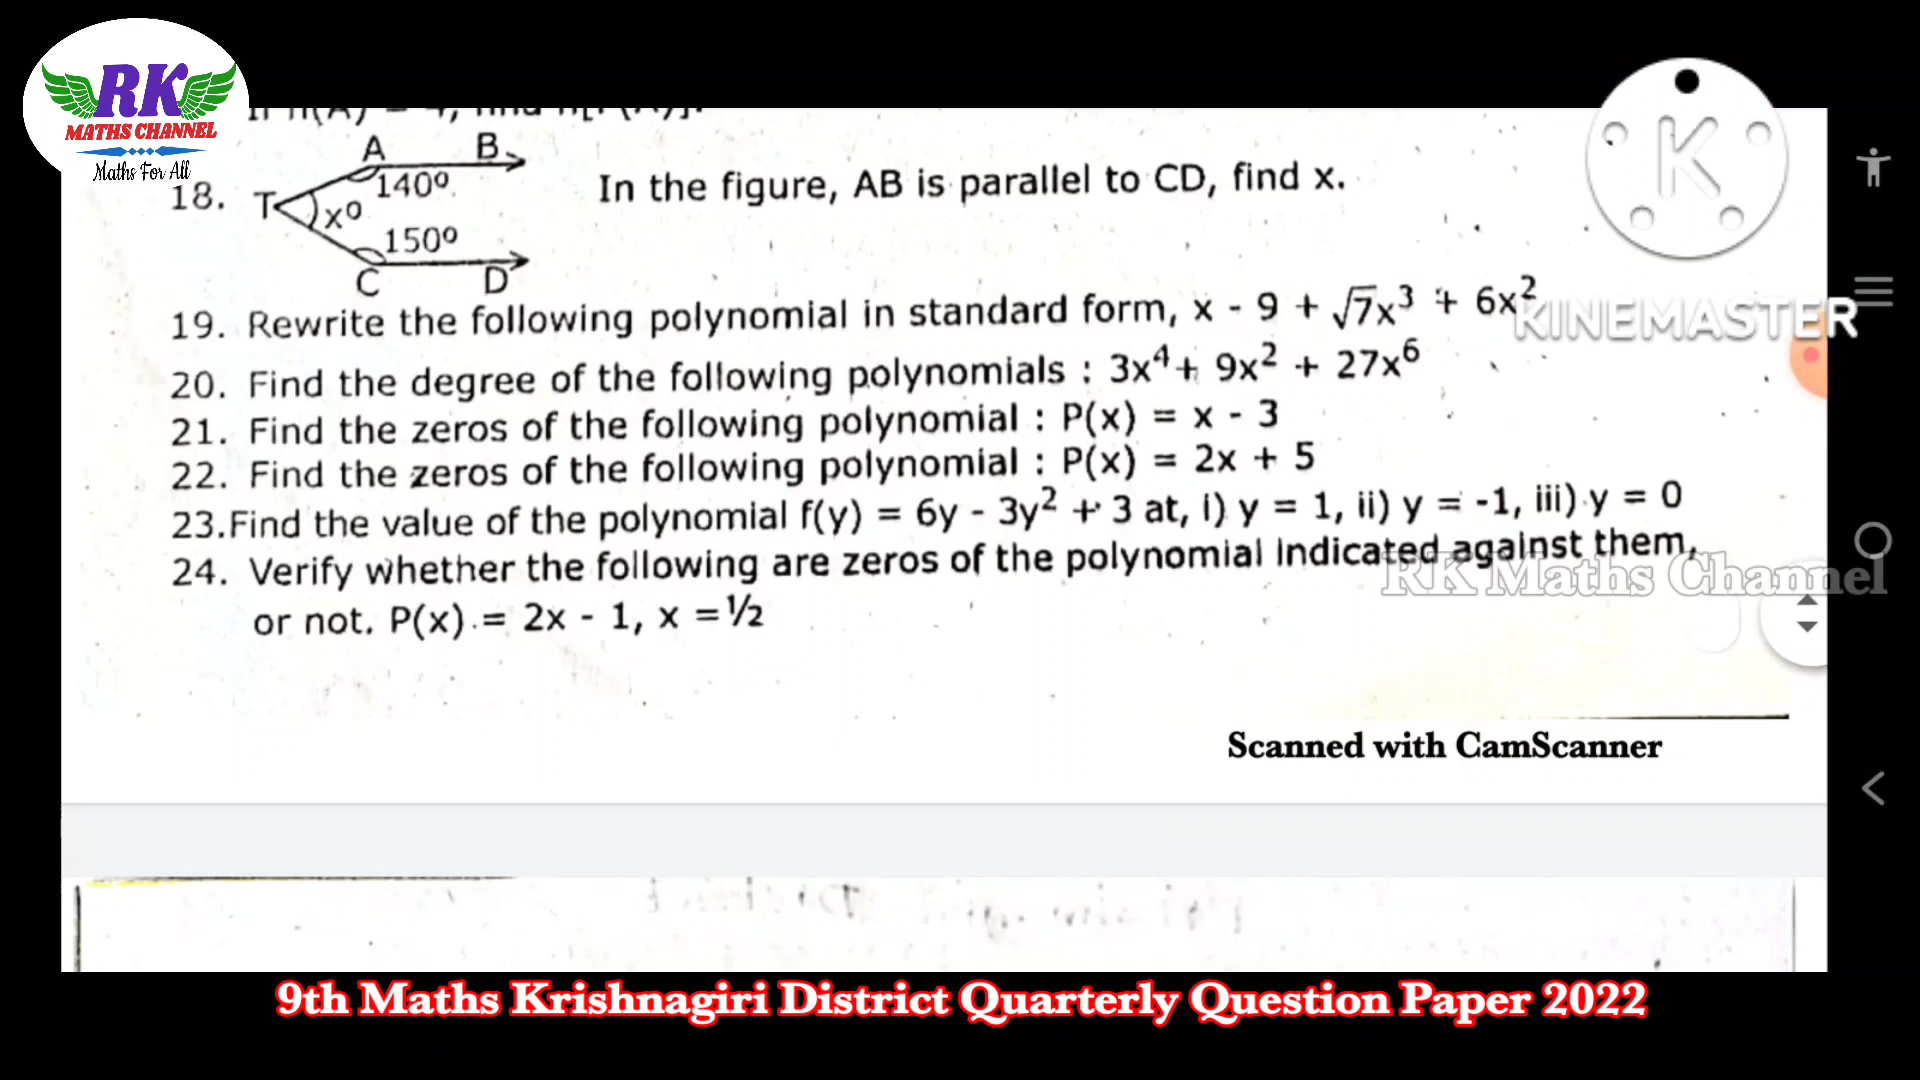 RK
MATHS CHANNEL
Maths For All
A B
18. T 140º In the figure, AB is parallel to CD, find x.
xº
150º
C D
19. Rewrite the following polynomial in standard form, x - 9 + √7x³ + 6x²
KINEMASTER
20. Find the degree of the following polynomials : 3x⁴+ 9x² + 27x⁶
21. Find the zeros of the following polynomial : P(x) = x - 3
22. Find the zeros of the following polynomial : P(x) = 2x + 5
23.Find the value of the polynomial f(y) = 6y - 3y² + 3 at, i) y = 1, ii) y = -1, iii) y = 0
24. Verify whether the following are zeros of the polynomial indicated against them,
RK Maths Channel
or not. P(x) = 2x - 1, x = ½
Scanned with CamScanner
9th Maths Krishnagiri District Quarterly Question Paper 2022
K